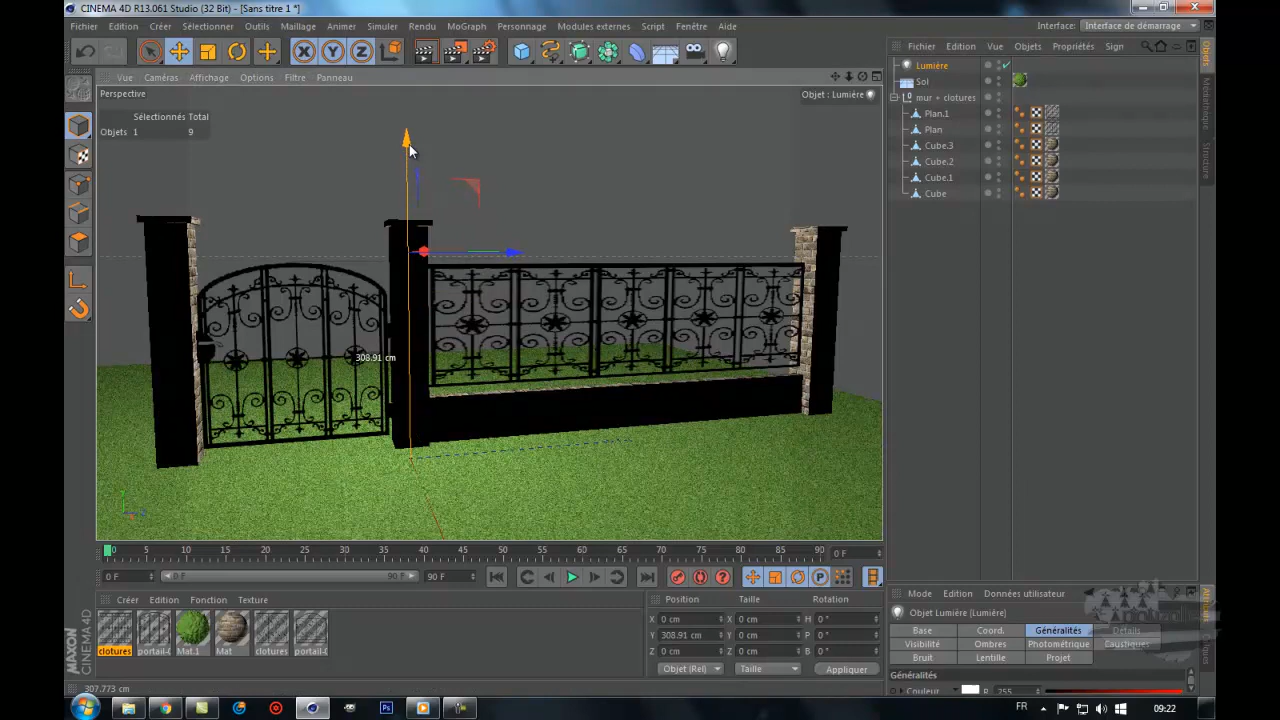 CINEMA 4D R13.061 Studio (32 Bit) - [Sans titre 1 *]
Fichier Edition Créer Sélectionner Outils Maillage Animer Simuler Rendu MoGraph Personnage Modules externes Script Fenêtre Aide
Interface: Interface de démarrage
X Y Z
Fichier Edition Vue Objets Propriétés Sign
Vue Caméras Affichage Options Filtre Panneau
Perspective
Objet : Lumière
Sélectionnés Total
Objets 1 9
308.91 cm
Lumière
Sol
mur + clotures
Plan.1
Plan
Cube.3
Cube.2
Cube.1
Cube
Objets
Médiathèque
Structure
0 5 10 15 20 25 30 35 40 45 50 55 60 65 70 75 80 85 90 0 F
0 F 0 F 90 F 90 F
P
Créer Edition Fonction Texture
clotures portail-0 Mat.1 Mat clotures portail-0
MAXON CINEMA 4D
Position Taille Rotation
X 0 cm X 0 cm H 0 °
Y 308.91 cm Y 0 cm P 0 °
Z 0 cm Z 0 cm B 0 °
Objet (Rel) Taille Appliquer
Mode Edition Données utilisateur
Objet Lumière [Lumière]
Base Coord. Généralités Détails
Visibilité Ombres Photométrique Caustiques
Bruit Lentille Projet
Généralités
Couleur R 255
307.773 cm
FR 09:22